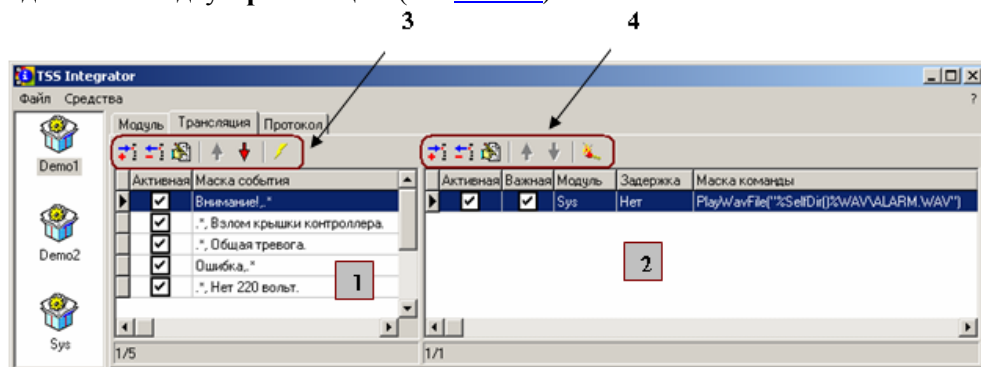 3
4
TSS Integrator
Файл Средства ?
Модуль Трансляция Протокол
Demo1
Активная Маска события
Активная Важная Модуль Задержка Маска команды
Внимание!,.*
Sys Нет PlayWavFile("%SelfDir()%WAV\ALARM.WAV")
.*, Взлом крышки контроллера.
.*, Общая тревога.
Demo2
Ошибка,.*
.*, Нет 220 вольт.
1
2
Sys
1/5
1/1